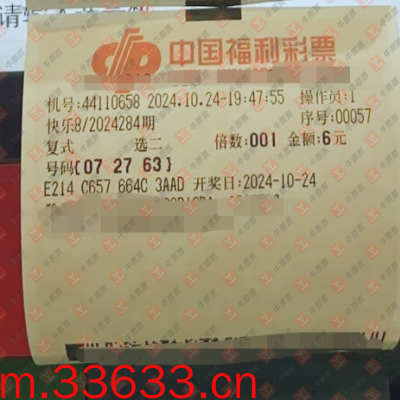 中国福利彩票
机号:44110658 2024.10.24-19:47:55 操作员:1
快乐8/2024284期 序号:00057
复式 选二 倍数:001 金额:6元
号码{07 27 63}
E214 C657 664C 3AAD 开奖日:2024-10-24
m.33633.cn